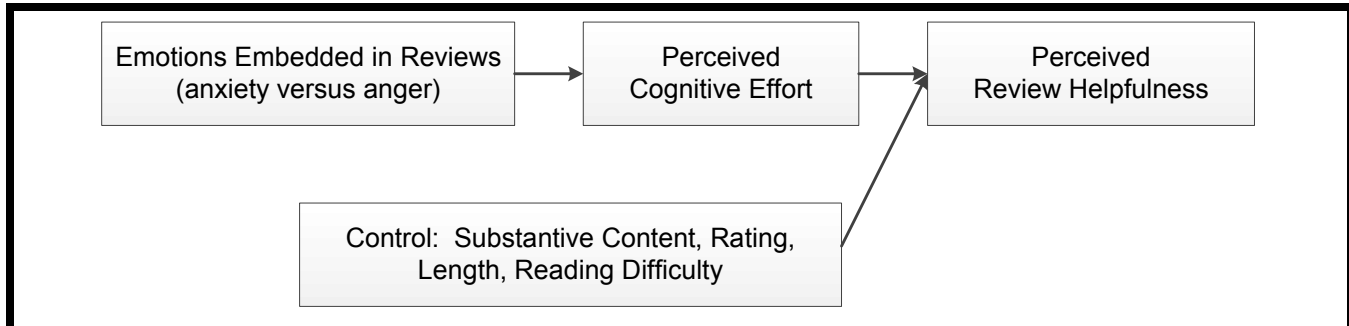 Emotions Embedded in Reviews
(anxiety versus anger)
Perceived
Cognitive Effort
Perceived
Review Helpfulness
Control:  Substantive Content, Rating,
Length, Reading Difficulty